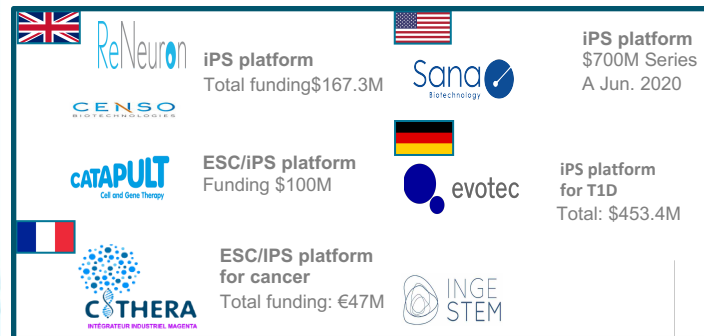 ReNeuron
iPS platform
Total funding$167.3M
CENSO
BIOTECHNOLOGIES
CATAPULT
Cell and Gene Therapy
ESC/iPS platform
Funding $100M
CiTHERA
INTÉGRATEUR INDUSTRIEL MAGENTA
ESC/IPS platform
for cancer
Total funding: €47M
Sana
Biotechnology
iPS platform
$700M Series
A Jun. 2020
evotec
iPS platform
for T1D
Total: $453.4M
INGE
STEM